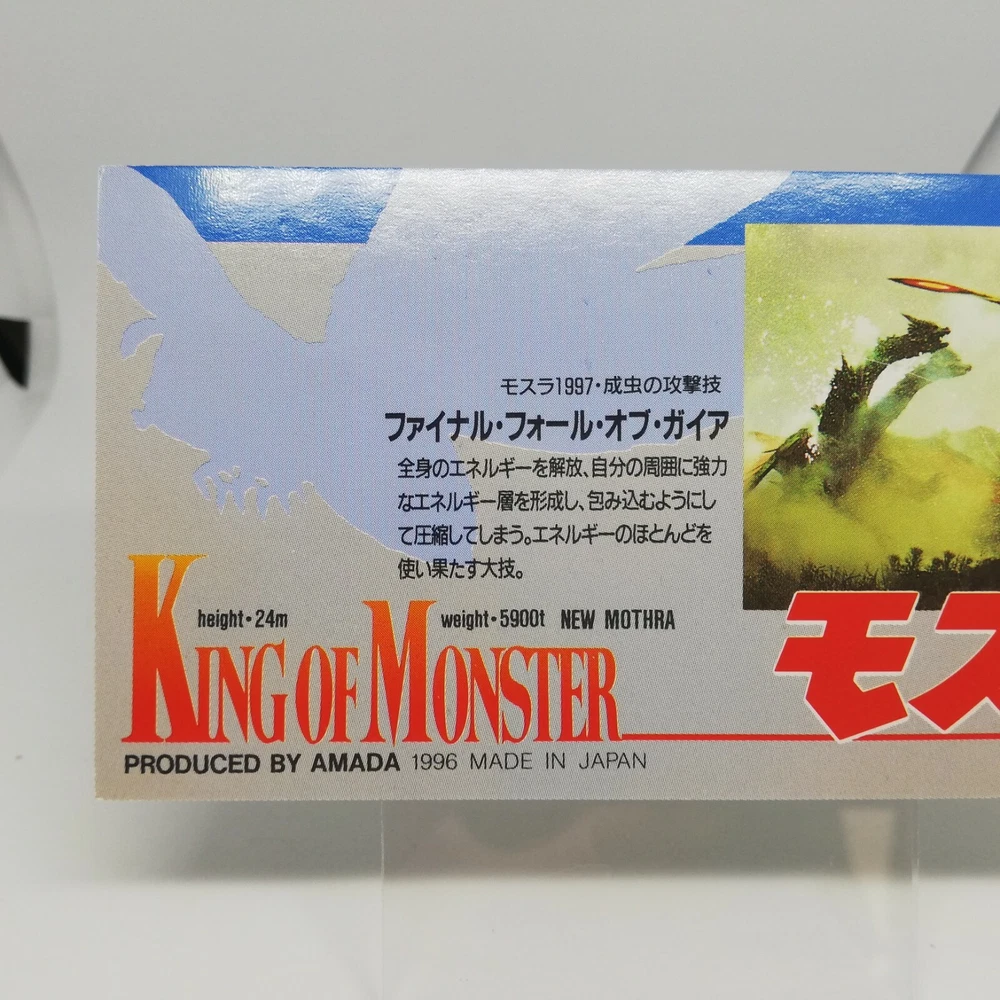 モスラ1997・成虫の攻撃技
ファイナル・フォール・オブ・ガイア
全身のエネルギーを解放、自分の周囲に強力
なエネルギー層を形成し、包み込むようにし
て圧縮してしまう。エネルギーのほとんどを
使い果たす大技。
height・24m weight・5900t NEW MOTHRA
KING OF MONSTER
モス
PRODUCED BY AMADA 1996 MADE IN JAPAN